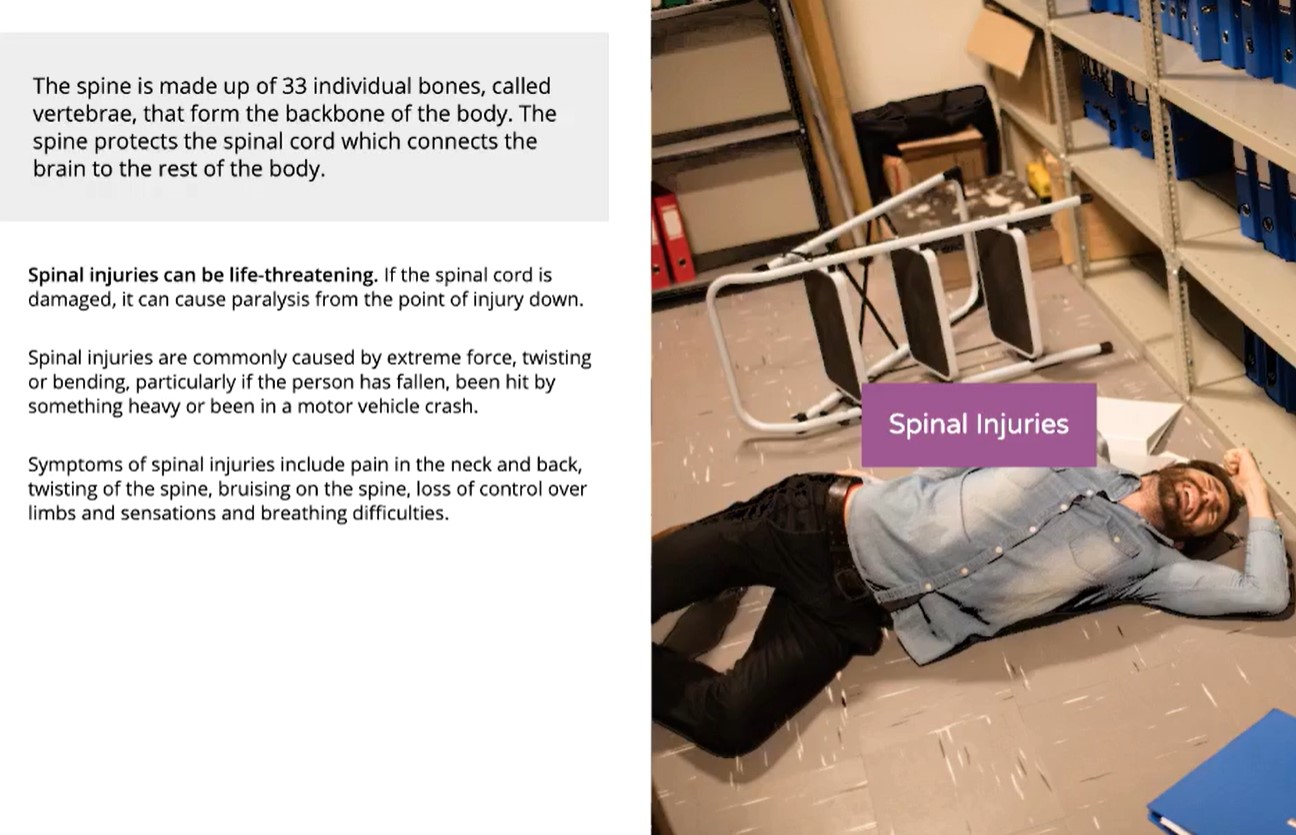 The spine is made up of 33 individual bones, called
vertebrae, that form the backbone of the body. The
spine protects the spinal cord which connects the
brain to the rest of the body.
Spinal injuries can be life-threatening. If the spinal cord is
damaged, it can cause paralysis from the point of injury down.
Spinal injuries are commonly caused by extreme force, twisting
or bending, particularly if the person has fallen, been hit by
something heavy or been in a motor vehicle crash.
Symptoms of spinal injuries include pain in the neck and back,
twisting of the spine, bruising on the spine, loss of control over
limbs and sensations and breathing difficulties.
Spinal Injuries